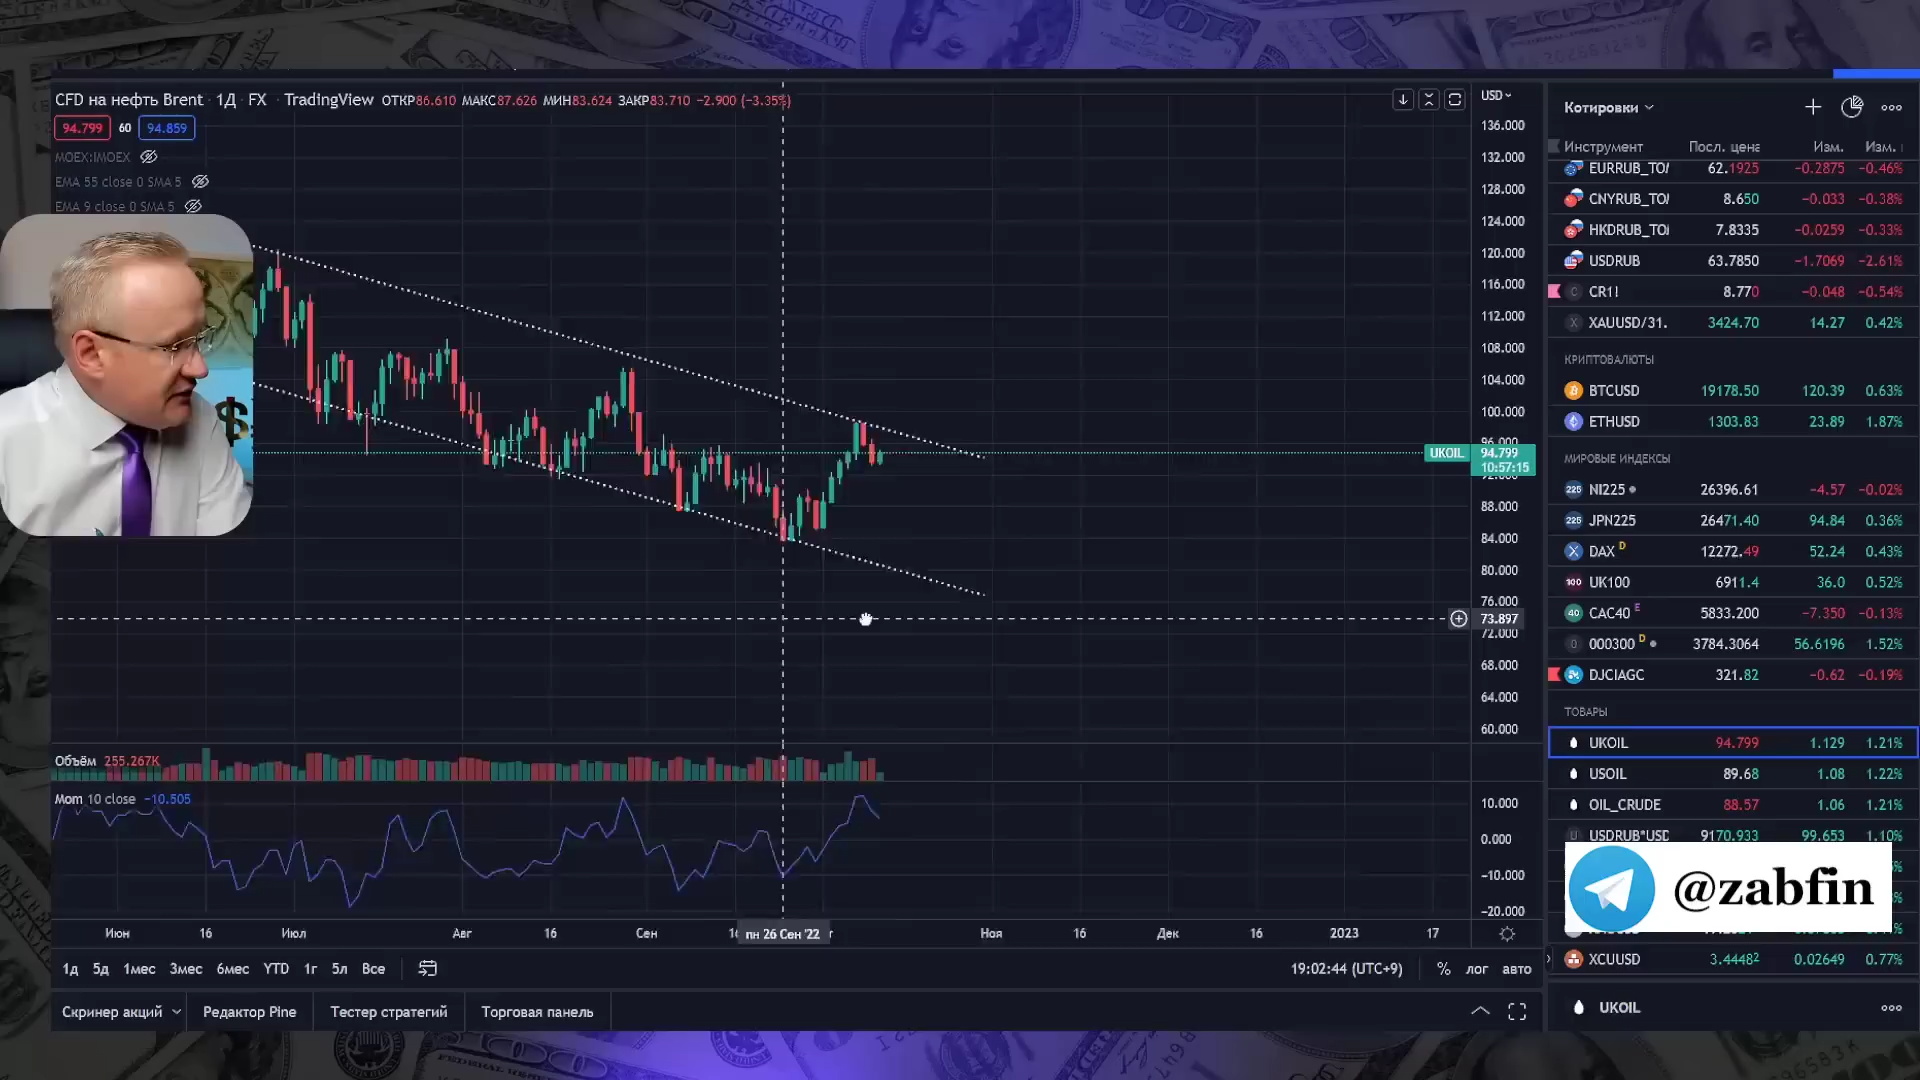 CFD на нефть Brent · 1Д · FX · TradingView ОТКР86.610 МАКС87.626 МИН83.624 ЗАКР83.710 −2.900 (−3.35%)
94.799 60 94.859
MOEX:IMOEX
EMA 55 close 0 SMA 5
EMA 9 close 0 SMA 5
USD
136.000
132.000
128.000
124.000
120.000
116.000
112.000
108.000
104.000
100.000
96.000
UKOIL 94.799
10:57:15
92.000
88.000
84.000
80.000
76.000
73.897
72.000
68.000
64.000
60.000
Объём 255.267K
Mom 10 close −10.505
10.000
0.000
−10.000
−20.000
Июн 16 Июл Авг 16 Сен пн 26 Сен '22 Ноя 16 Дек 16 2023 17
1д 5д 1мес 3мес 6мес YTD 1г 5л Все
19:02:44 (UTC+9) % лог авто
Скринер акций Редактор Pine Тестер стратегий Торговая панель
Котировки
Инструмент Посл. цена Изм. Изм.
EURRUB_TO 62.1925 −0.2875 −0.46%
CNYRUB_TO 8.650 −0.033 −0.38%
HKDRUB_TO 7.8335 −0.0259 −0.33%
USDRUB 63.7850 −1.7069 −2.61%
CR1! 8.770 −0.048 −0.54%
XAUUSD/31. 3424.70 14.27 0.42%
КРИПТОВАЛЮТЫ
BTCUSD 19178.50 120.39 0.63%
ETHUSD 1303.83 23.89 1.87%
МИРОВЫЕ ИНДЕКСЫ
225 NI225 26396.61 −4.57 −0.02%
225 JPN225 26471.40 94.84 0.36%
DAX D 12272.49 52.24 0.43%
100 UK100 6911.4 36.0 0.52%
40 CAC40 E 5833.200 −7.350 −0.13%
0 000300 D 3784.3064 56.6196 1.52%
DJCIAGC 321.82 −0.62 −0.19%
ТОВАРЫ
UKOIL 94.799 1.129 1.21%
USOIL 89.68 1.08 1.22%
OIL_CRUDE 88.57 1.06 1.21%
USDRUB*USD 9170.933 99.653 1.10%
@zabfin
XCUUSD 3.4448² 0.02649 0.77%
UKOIL